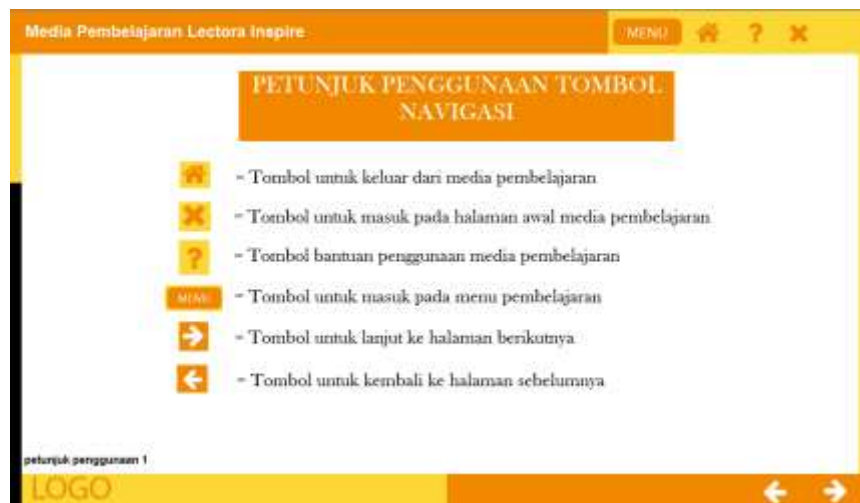 Media Pembelajaran Lectora Inspire
MENU
?
PETUNJUK PENGGUNAAN TOMBOL
NAVIGASI
= Tombol untuk keluar dari media pembelajaran
= Tombol untuk masuk pada halaman awal media pembelajaran
? = Tombol bantuan penggunaan media pembelajaran
MENU = Tombol untuk masuk pada menu pembelajaran
= Tombol untuk lanjut ke halaman berikutnya
= Tombol untuk kembali ke halaman sebelumnya
petunjuk penggunaan 1
LOGO